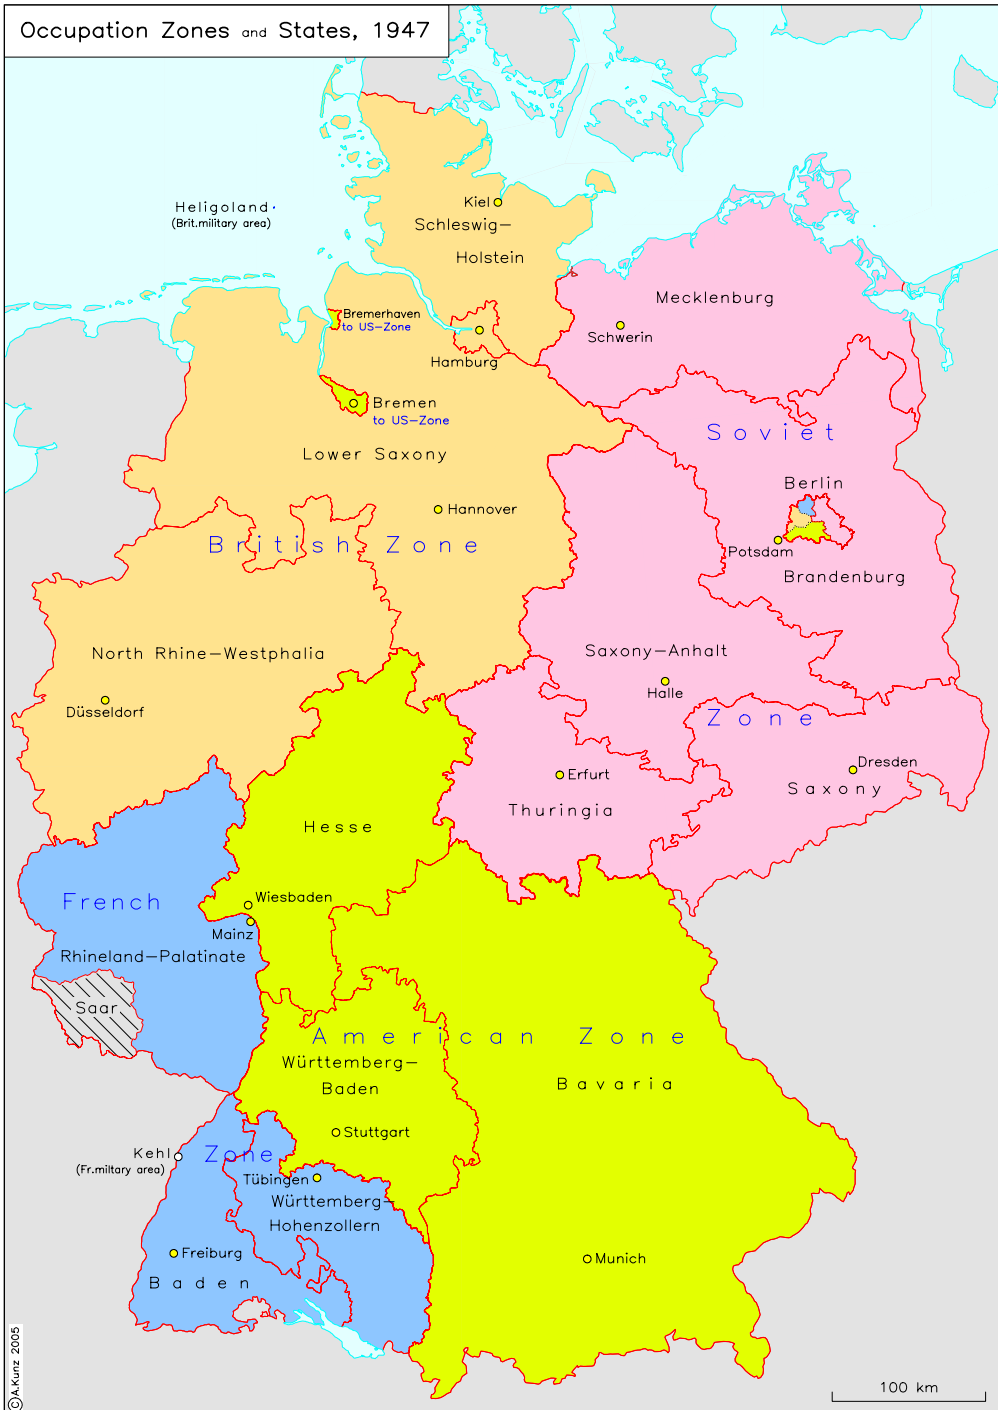 Occupation Zones and States, 1947
Kiel
Heligoland
(Brit.military area)
Schleswig–
Holstein
Mecklenburg
Bremerhaven
to US–Zone
Schwerin
Hamburg
Bremen
to US–Zone
Soviet
Lower Saxony
Berlin
Hannover
British Zone
Potsdam
Brandenburg
North Rhine–Westphalia
Saxony–Anhalt
Halle
Düsseldorf
Zone
Dresden
Erfurt
Saxony
Thuringia
Hesse
Wiesbaden
French
Mainz
Rhineland–Palatinate
Saar
American Zone
Württemberg–
Baden
Bavaria
Stuttgart
Kehl
(Fr.miltary area)
Zone
Tübingen
Württemberg–
Hohenzollern
Freiburg
Munich
Baden
©A.Kunz 2005
100 km